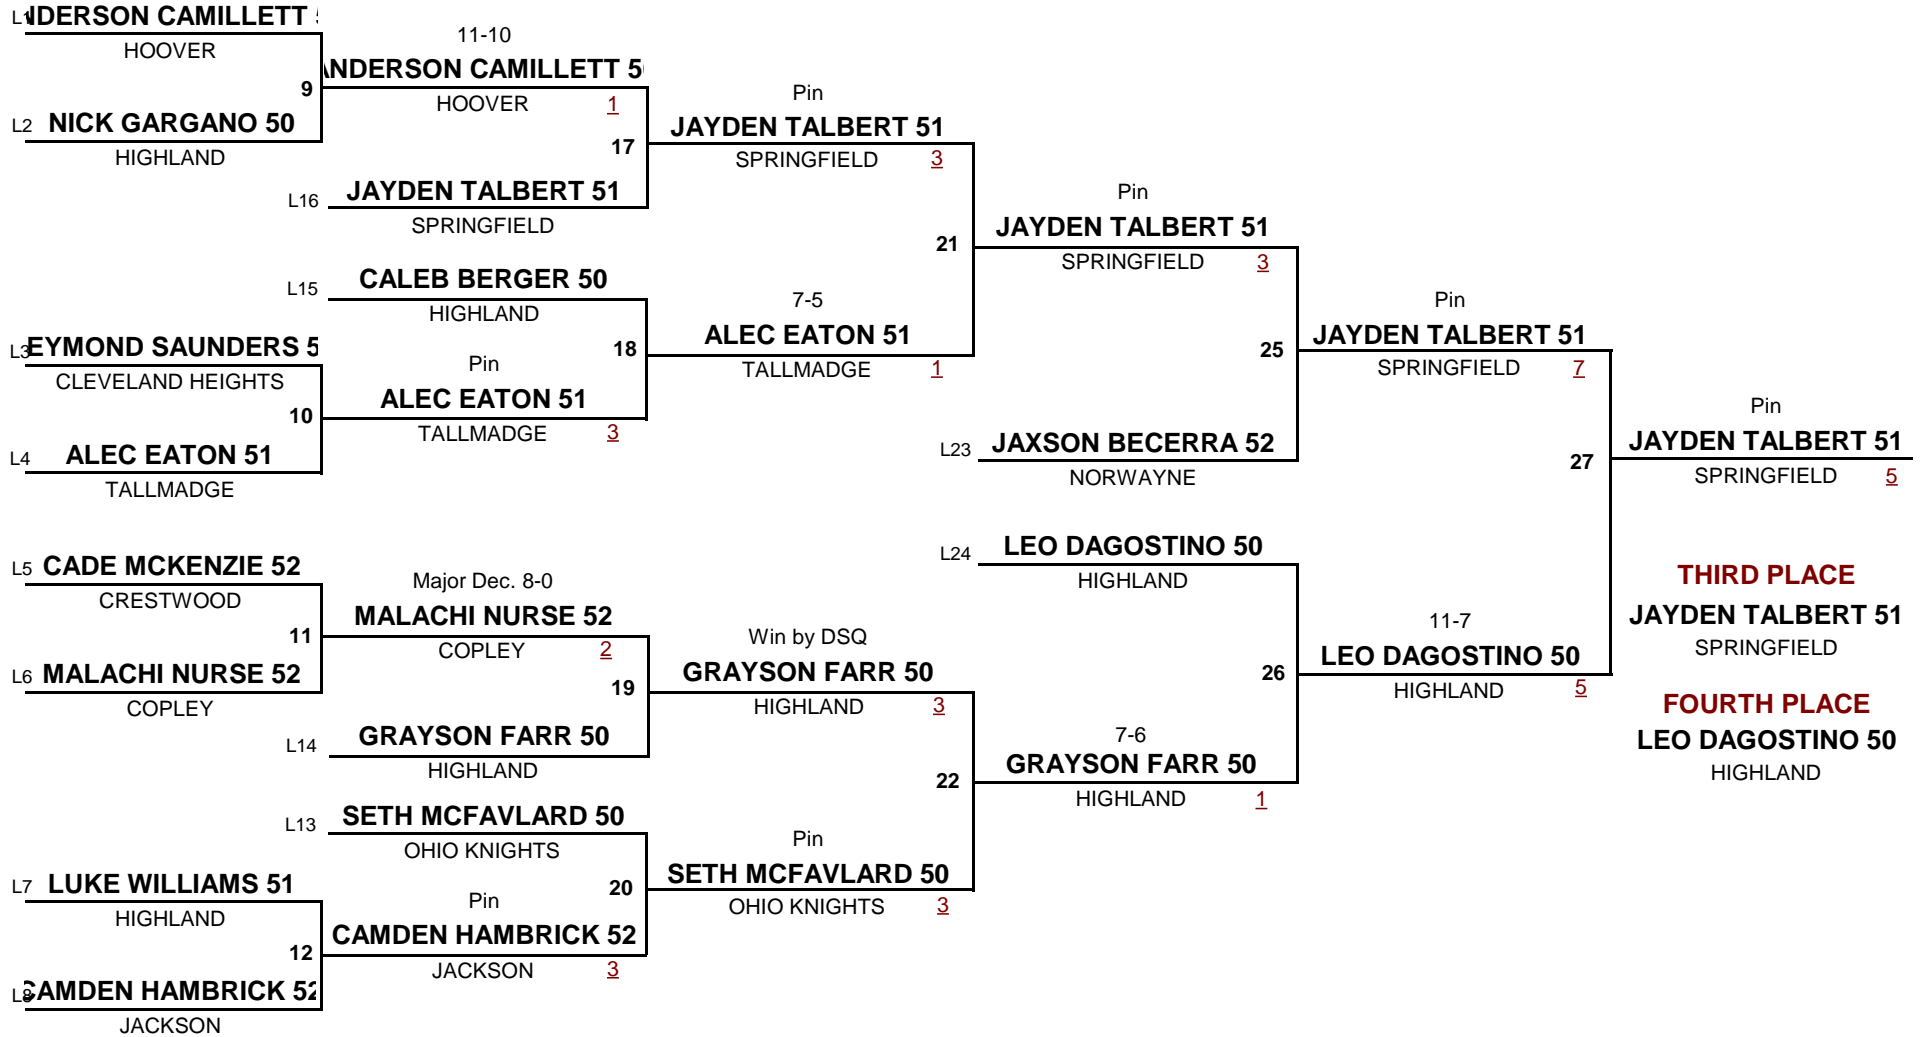 L1 NDERSON CAMILLETT
HOOVER
9
L2 NICK GARGANO 50
HIGHLAND
11-10
ANDERSON CAMILLETT 5
HOOVER 1
17
L16 JAYDEN TALBERT 51
SPRINGFIELD
Pin
JAYDEN TALBERT 51
SPRINGFIELD 3
21
L15 CALEB BERGER 50
HIGHLAND
18
L3 EYMOND SAUNDERS 5
CLEVELAND HEIGHTS
10
L4 ALEC EATON 51
TALLMADGE
Pin
ALEC EATON 51
TALLMADGE 3
7-5
ALEC EATON 51
TALLMADGE 1
Pin
JAYDEN TALBERT 51
SPRINGFIELD 3
25
L23 JAXSON BECERRA 52
NORWAYNE
Pin
JAYDEN TALBERT 51
SPRINGFIELD 7
27
Pin
JAYDEN TALBERT 51
SPRINGFIELD 5
L5 CADE MCKENZIE 52
CRESTWOOD
11
L6 MALACHI NURSE 52
COPLEY
Major Dec. 8-0
MALACHI NURSE 52
COPLEY 2
19
L14 GRAYSON FARR 50
HIGHLAND
Win by DSQ
GRAYSON FARR 50
HIGHLAND 3
22
L13 SETH MCFAVLARD 50
OHIO KNIGHTS
20
L7 LUKE WILLIAMS 51
HIGHLAND
12
L8 CAMDEN HAMBRICK 52
JACKSON
Pin
CAMDEN HAMBRICK 52
JACKSON 3
Pin
SETH MCFAVLARD 50
OHIO KNIGHTS 3
L24 LEO DAGOSTINO 50
HIGHLAND
26
7-6
GRAYSON FARR 50
HIGHLAND 1
11-7
LEO DAGOSTINO 50
HIGHLAND 5
THIRD PLACE
JAYDEN TALBERT 51
SPRINGFIELD
FOURTH PLACE
LEO DAGOSTINO 50
HIGHLAND